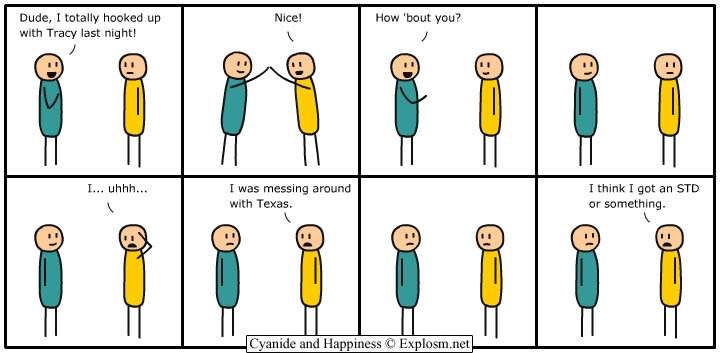 Dude, I totally hooked up
with Tracy last night!
Nice!
How 'bout you?
I... uhhh...
I was messing around
with Texas.
I think I got an STD
or something.
Cyanide and Happiness © Explosm.net